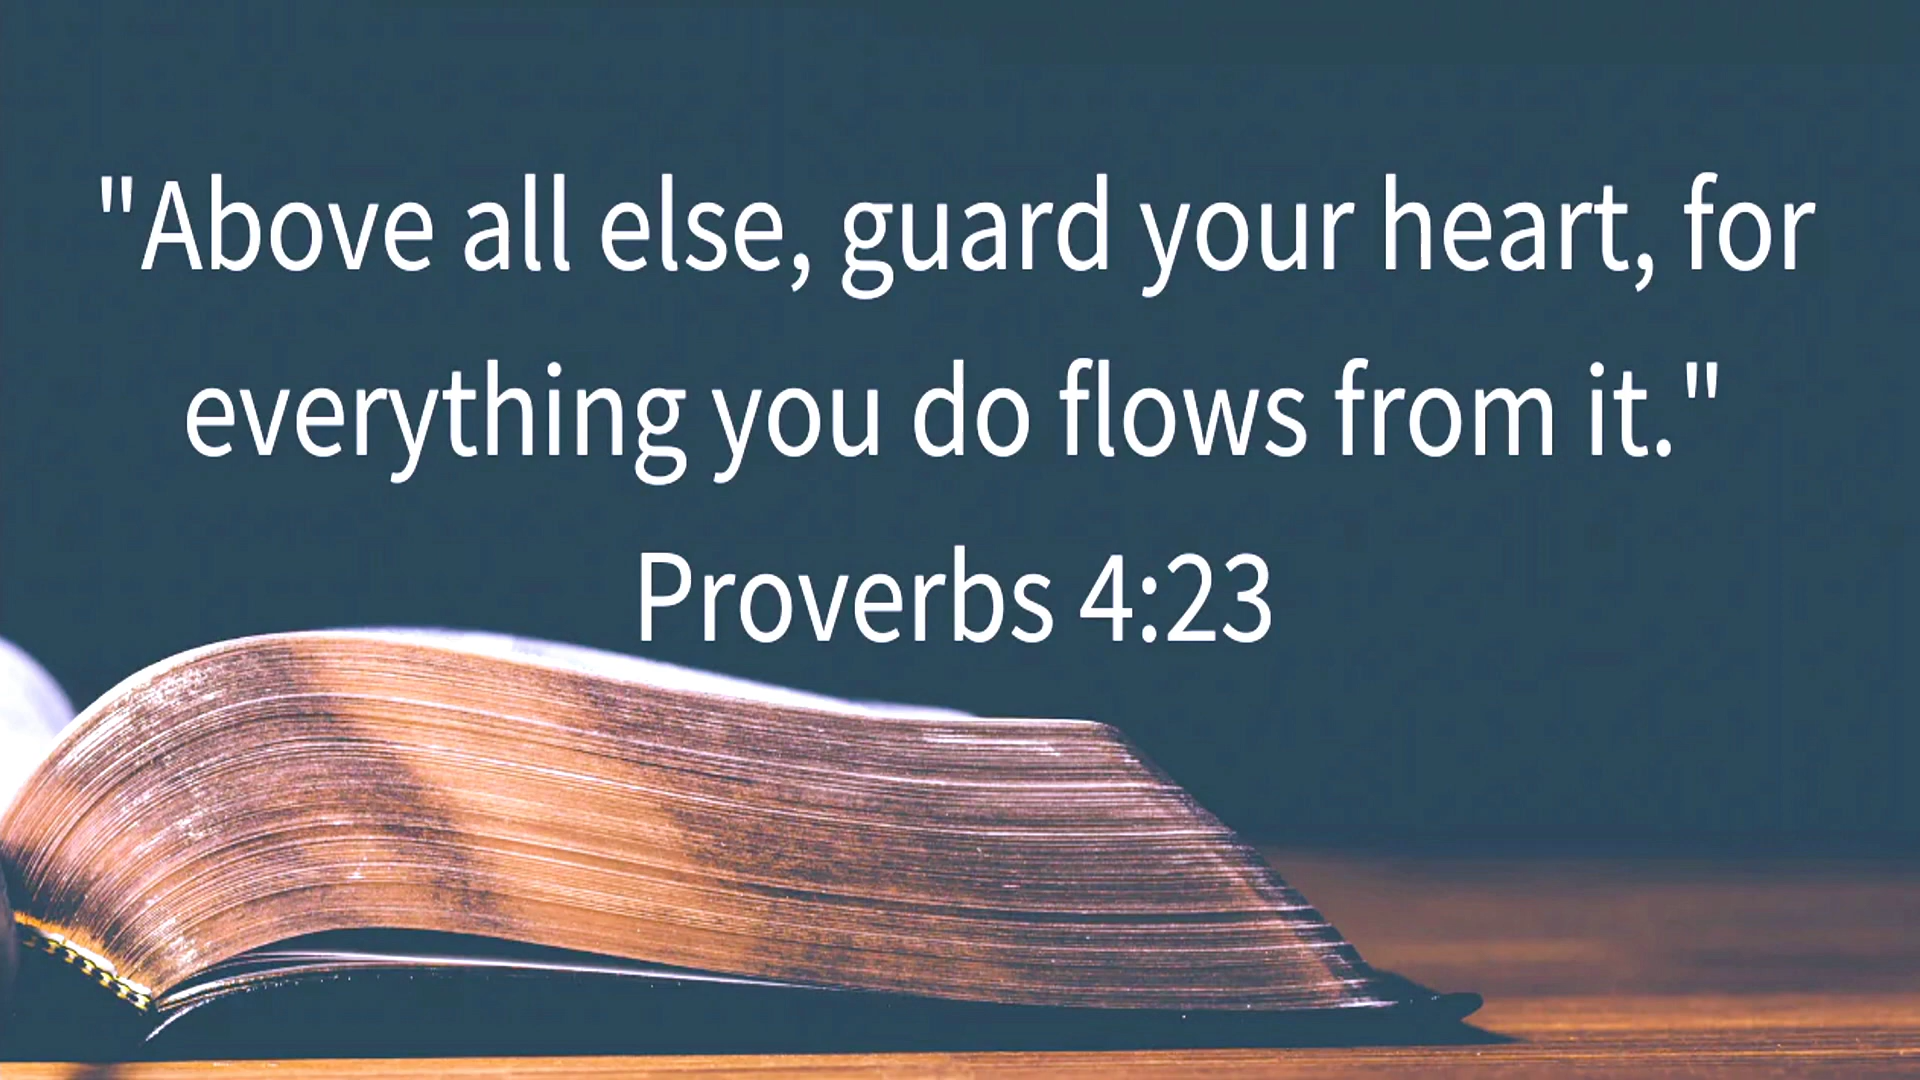 "Above all else, guard your heart, for
everything you do flows from it."
Proverbs 4:23